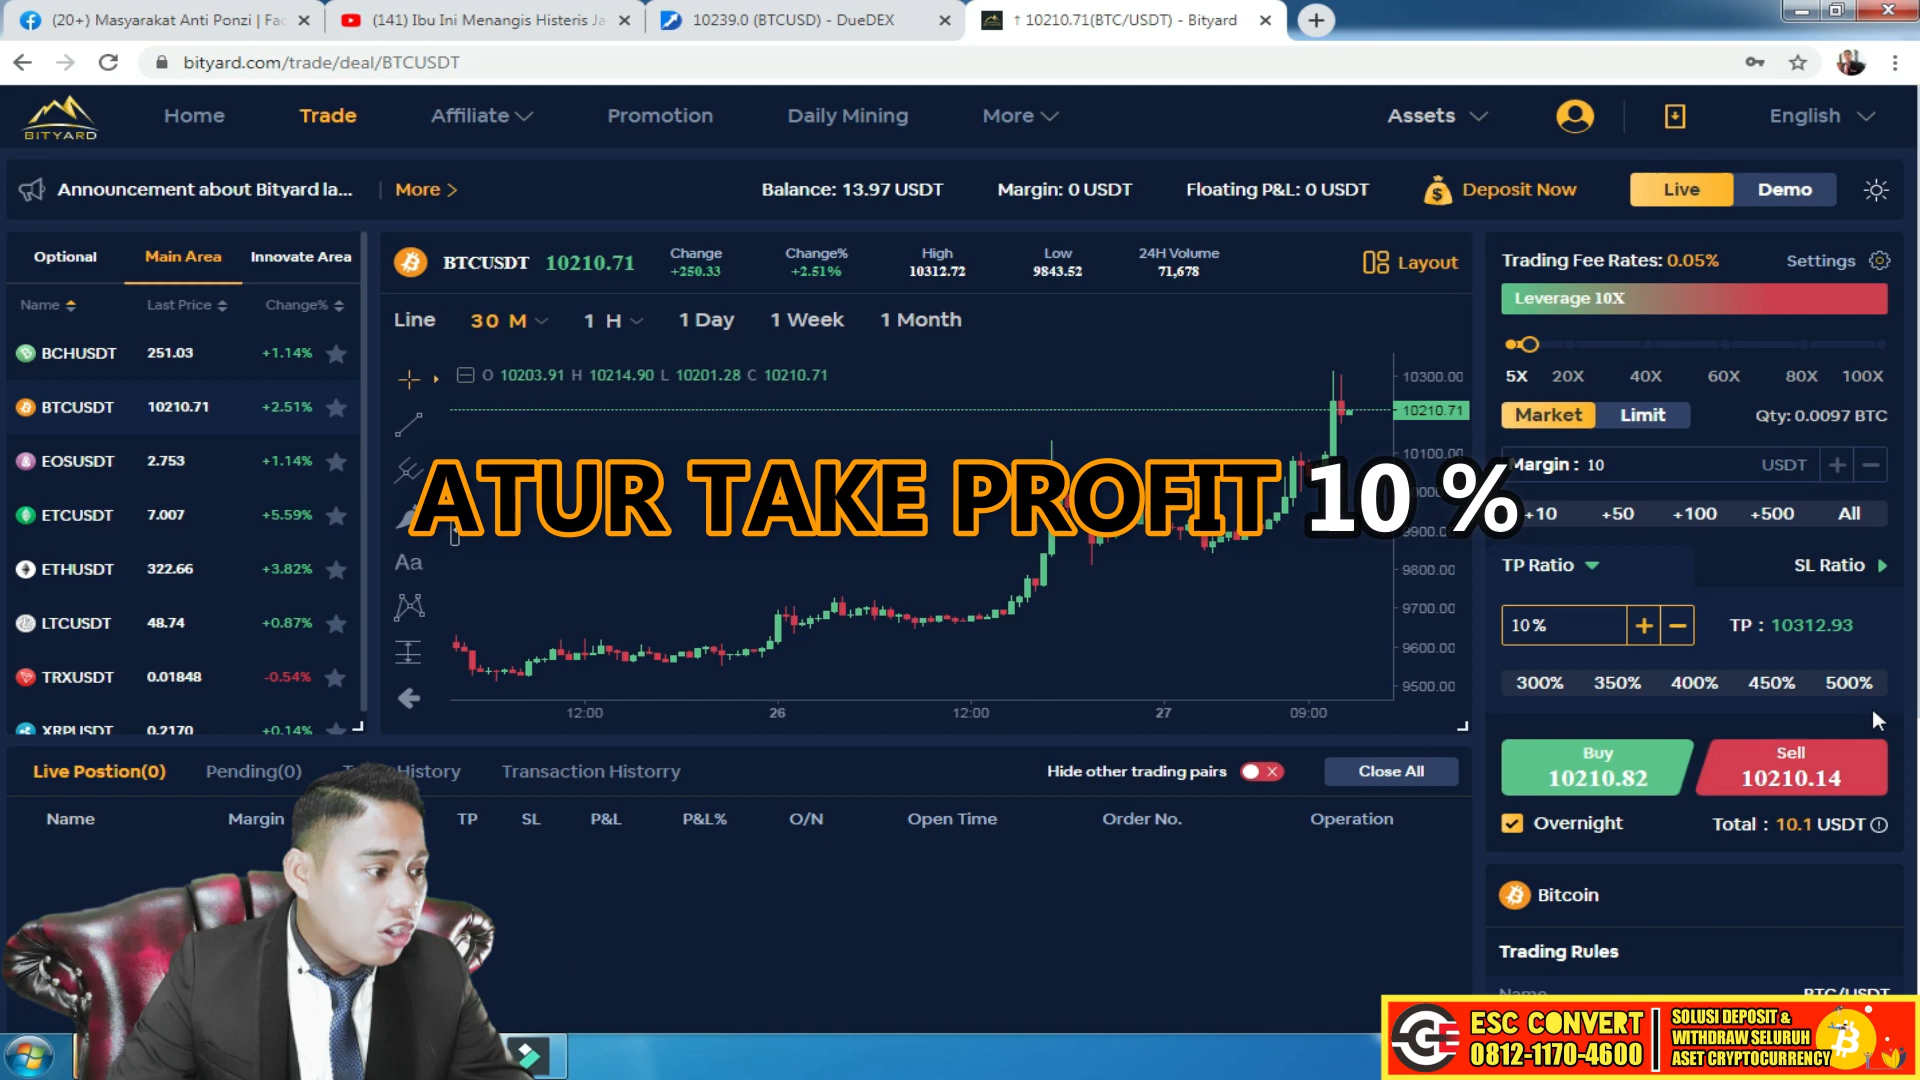 (20+) Masyarakat Anti Ponzi | Fac
(141) Ibu Ini Menangis Histeris Ja
10239.0 (BTCUSD) - DueDEX
↑ 10210.71(BTC/USDT) - Bityard
bityard.com/trade/deal/BTCUSDT
BITYARD
Home
Trade
Affiliate
Promotion
Daily Mining
More
Assets
English
Announcement about Bityard la...
More >
Balance: 13.97 USDT
Margin: 0 USDT
Floating P&L: 0 USDT
Deposit Now
Live
Demo
Optional
Main Area
Innovate Area
Name
Last Price
Change%
BCHUSDT 251.03 +1.14%
BTCUSDT 10210.71 +2.51%
EOSUSDT 2.753 +1.14%
ETCUSDT 7.007 +5.59%
ETHUSDT 322.66 +3.82%
LTCUSDT 48.74 +0.87%
TRXUSDT 0.01848 -0.54%
XRPUSDT 0.2170 +0.14%
BTCUSDT 10210.71
Change
+250.33
Change%
+2.51%
High
10312.72
Low
9843.52
24H Volume
71,678
Layout
Line
30 M
1 H
1 Day
1 Week
1 Month
O 10203.91 H 10214.90 L 10201.28 C 10210.71
Aa
10300.00
10210.71
10100.00
9900.00
9800.00
9700.00
9600.00
9500.00
12:00
26
12:00
27
09:00
ATUR TAKE PROFIT 10 %
Trading Fee Rates: 0.05%
Settings
Leverage 10X
5X 20X 40X 60X 80X 100X
Market
Limit
Qty: 0.0097 BTC
Margin : 10
USDT
+10 +50 +100 +500 All
TP Ratio
SL Ratio
10%
TP : 10312.93
300% 350% 400% 450% 500%
Buy
10210.82
Sell
10210.14
Overnight
Total : 10.1 USDT
Bitcoin
Trading Rules
Name
BTC/USDT
Live Postion(0)
Pending(0)
History
Transaction Historry
Hide other trading pairs
Close All
Name
Margin
TP
SL
P&L
P&L%
O/N
Open Time
Order No.
Operation
ESC CONVERT
0812-1170-4600
SOLUSI DEPOSIT &
WITHDRAW SELURUH
ASET CRYPTOCURRENCY